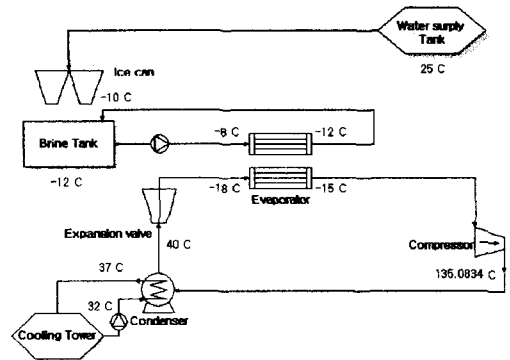 Water surply
Tank
25 C
Ice can
-10 C
Brine Tank
-8 C
-12 C
-12 C
-18 C
-15 C
Evaporator
Expansion valve
40 C
Compressor
135.0834 C
37 C
32 C
Condenser
Cooling Tower